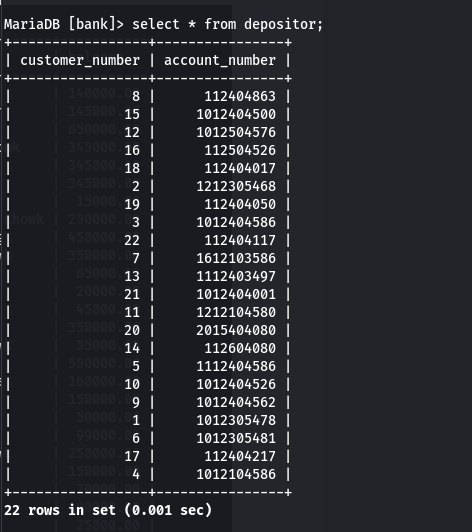 MariaDB [bank]> select * from depositor;
+-----------------+----------------+
| customer_number | account_number |
+-----------------+----------------+
|               8 |      112404863 |
|              15 |     1012404500 |
|              12 |     1012504576 |
|              16 |      112504526 |
|              18 |      112404017 |
|               2 |     1212305468 |
|              19 |      112404050 |
|               3 |     1012404586 |
|              22 |      112404117 |
|               7 |     1612103586 |
|              13 |     1112403497 |
|              21 |     1012404001 |
|              11 |     1212104580 |
|              20 |     2015404080 |
|              14 |      112604080 |
|               5 |     1112404586 |
|              10 |     1012404526 |
|               9 |     1012404562 |
|               1 |     1012305478 |
|               6 |     1012305481 |
|              17 |      112404217 |
|               4 |     1012104586 |
+-----------------+----------------+
22 rows in set (0.001 sec)